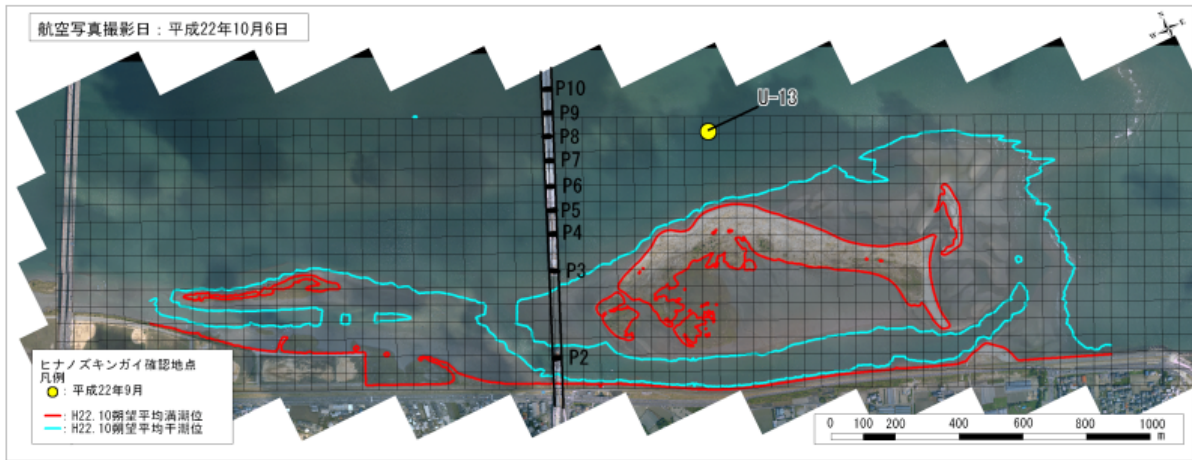 航空写真撮影日：平成22年10月6日
S
W
E
N
P10
U-13
P9
P8
P7
P6
P5
P4
P3
P2
ヒナノズキンガイ確認地点
凡例
：平成22年9月
：H22.10朔望平均満潮位
：H22.10朔望平均干潮位
0 100 200 400 600 800 1000
m